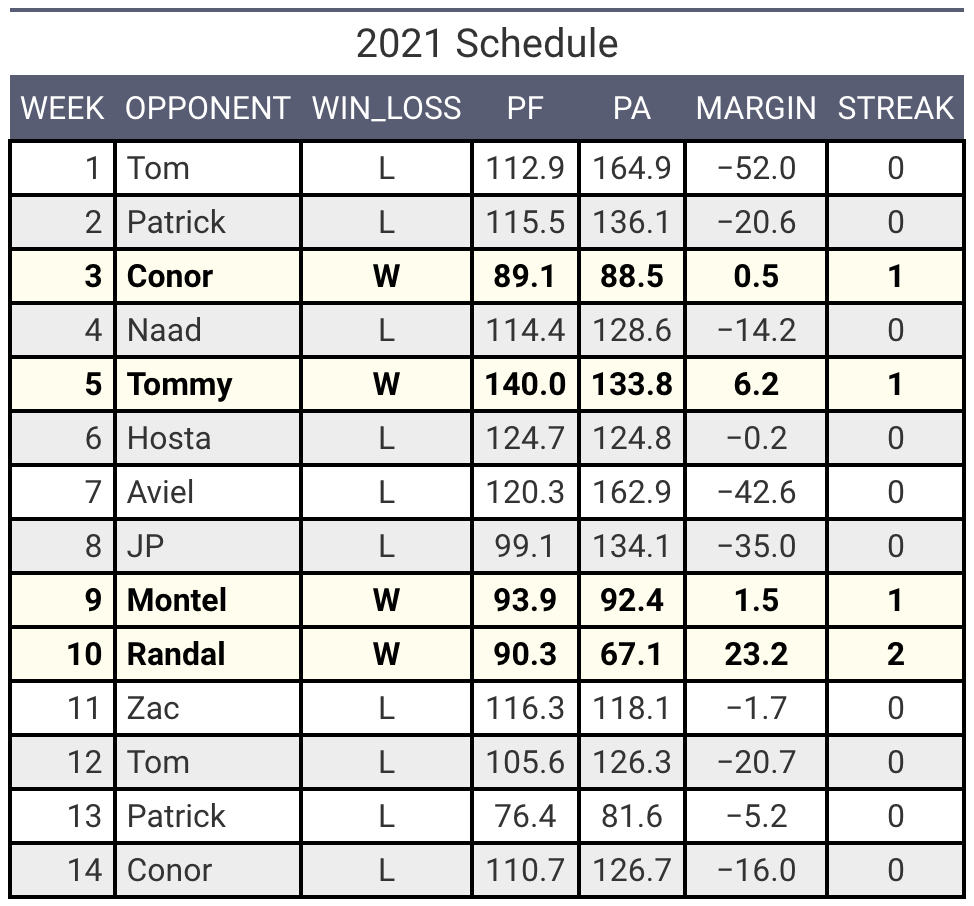 2021 Schedule
WEEK OPPONENT WIN_LOSS PF PA MARGIN STREAK
1 Tom L 112.9 164.9 −52.0 0
2 Patrick L 115.5 136.1 −20.6 0
3 Conor W 89.1 88.5 0.5 1
4 Naad L 114.4 128.6 −14.2 0
5 Tommy W 140.0 133.8 6.2 1
6 Hosta L 124.7 124.8 −0.2 0
7 Aviel L 120.3 162.9 −42.6 0
8 JP L 99.1 134.1 −35.0 0
9 Montel W 93.9 92.4 1.5 1
10 Randal W 90.3 67.1 23.2 2
11 Zac L 116.3 118.1 −1.7 0
12 Tom L 105.6 126.3 −20.7 0
13 Patrick L 76.4 81.6 −5.2 0
14 Conor L 110.7 126.7 −16.0 0